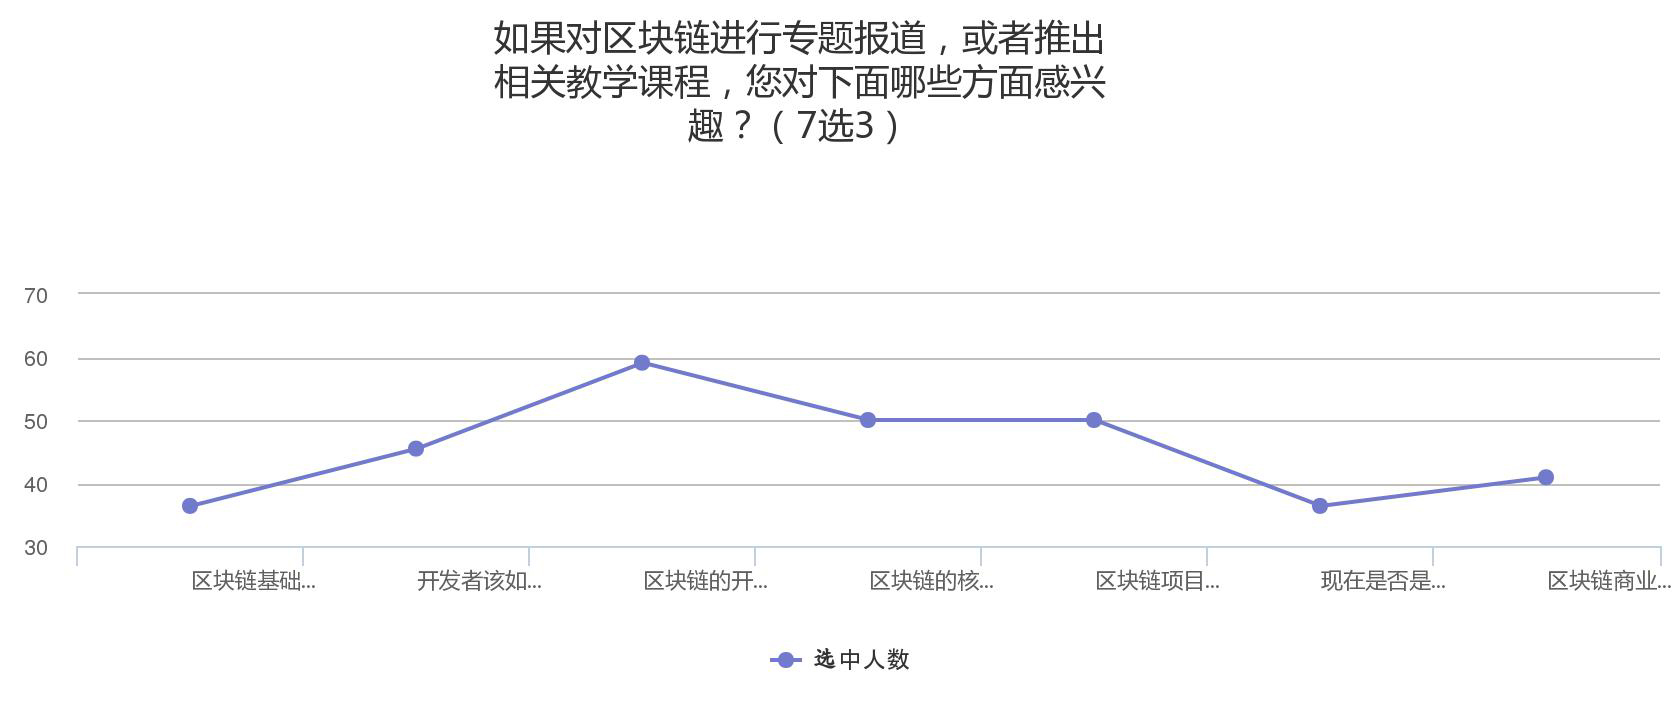 如果对区块链进行专题报道，或者推出
相关教学课程，您对下面哪些方面感兴
趣？（7选3）
70
60
50
40
30
区块链基础...
开发者该如...
区块链的开...
区块链的核...
区块链项目...
现在是否是...
区块链商业...
选中人数